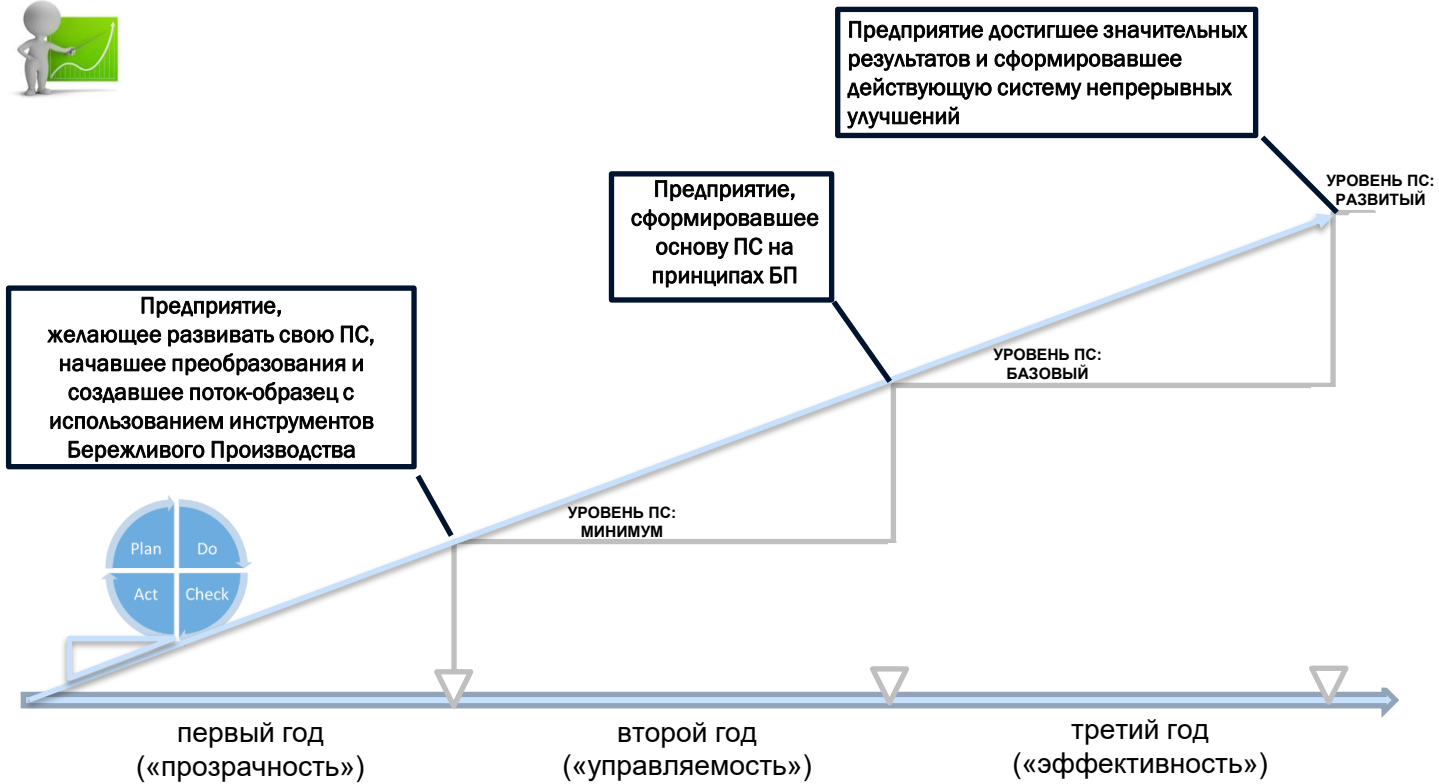 Предприятие достигшее значительных
результатов и сформировавшее
действующую систему непрерывных
улучшений
УРОВЕНЬ ПС:
РАЗВИТЫЙ
Предприятие,
сформировавшее
основу ПС на
принципах БП
Предприятие,
желающее развивать свою ПС,
начавшее преобразования и
создавшее поток-образец с
использованием инструментов
Бережливого Производства
УРОВЕНЬ ПС:
БАЗОВЫЙ
УРОВЕНЬ ПС:
МИНИМУМ
Plan
Do
Act
Check
первый год
(«прозрачность»)
второй год
(«управляемость»)
третий год
(«эффективность»)